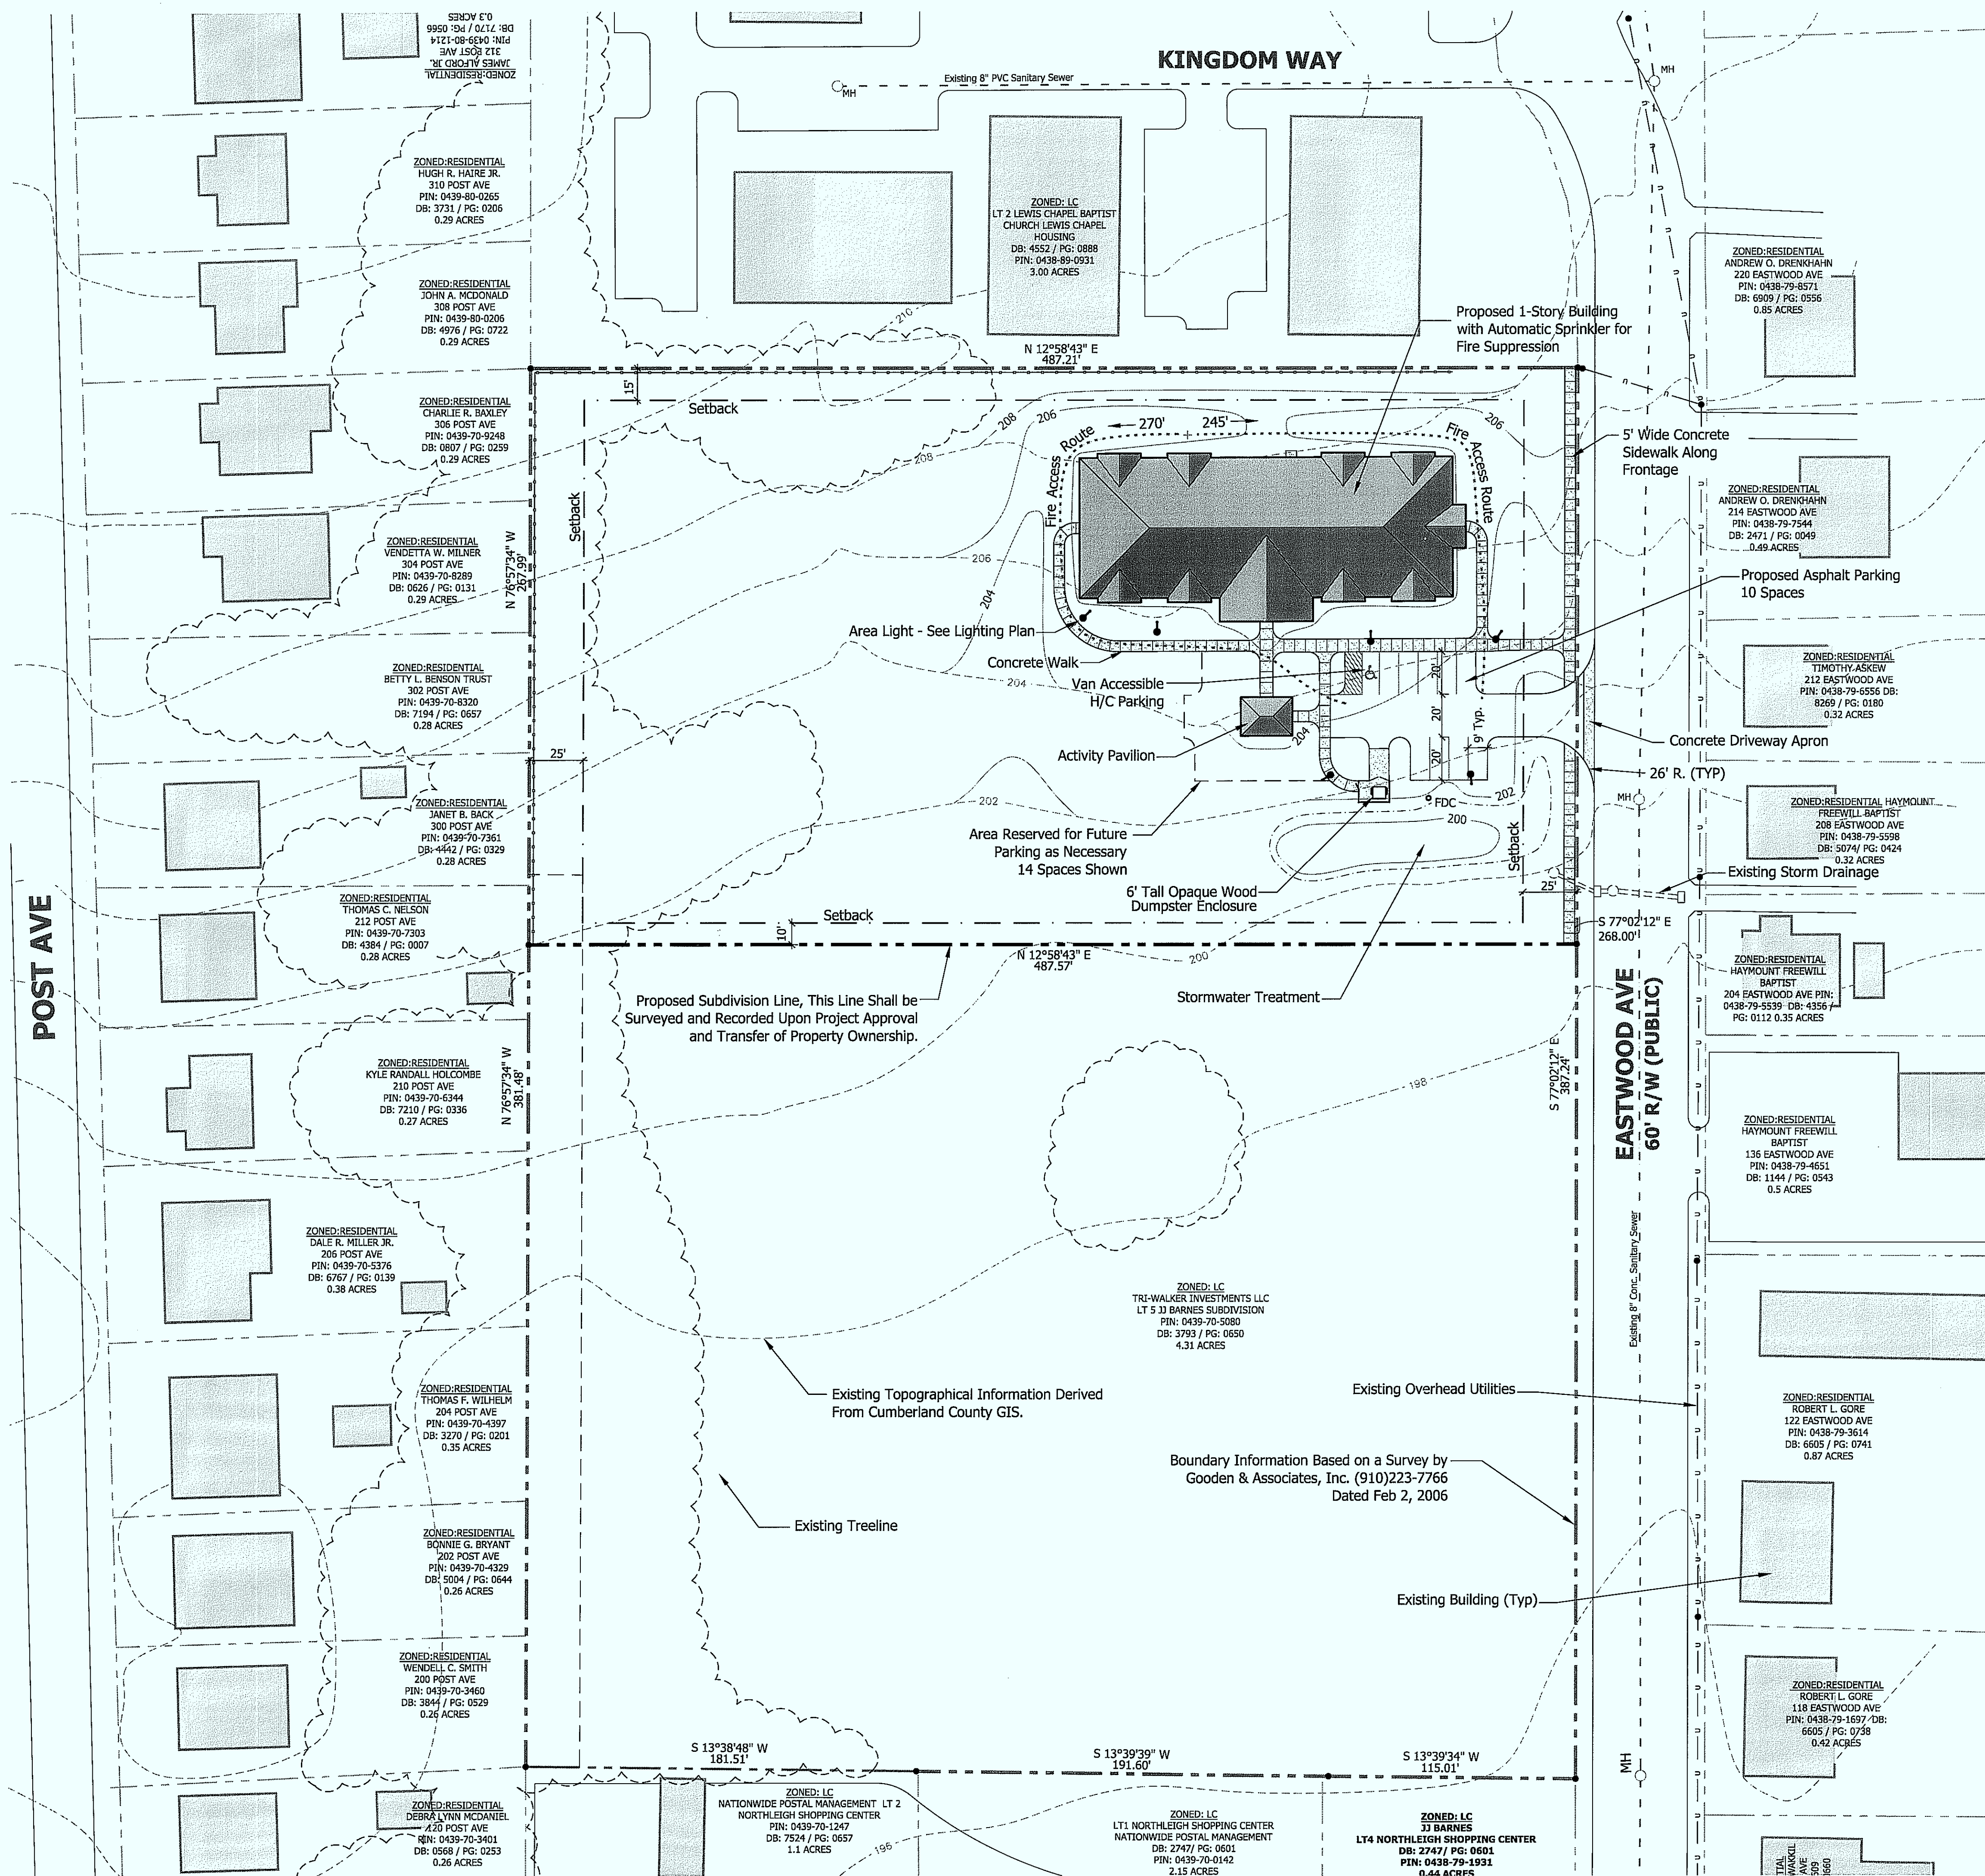 KINGDOM WAY
Existing 8" PVC Sanitary Sewer
MH
MH
ZONED:RESIDENTIAL
JAMES ALFORD JR.
312 POST AVE
PIN: 0439-80-1214
DB: 7170 / PG: 0566
0.3 ACRES
ZONED:RESIDENTIAL
HUGH R. HAIRE JR.
310 POST AVE
PIN: 0439-80-0265
DB: 3731 / PG: 0206
0.29 ACRES
ZONED: LC
LT 2 LEWIS CHAPEL BAPTIST
CHURCH LEWIS CHAPEL
HOUSING
DB: 4552 / PG: 0888
PIN: 0438-89-0931
3.00 ACRES
ZONED:RESIDENTIAL
ANDREW O. DRENKHAHN
220 EASTWOOD AVE
PIN: 0438-79-8571
DB: 6909 / PG: 0556
0.85 ACRES
ZONED:RESIDENTIAL
JOHN A. MCDONALD
308 POST AVE
PIN: 0439-80-0206
DB: 4976 / PG: 0722
0.29 ACRES
210
Proposed 1-Story Building
with Automatic Sprinkler for
Fire Suppression
N 12°58'43" E
487.21'
15'
Setback
ZONED:RESIDENTIAL
CHARLIE R. BAXLEY
306 POST AVE
PIN: 0439-70-9248
DB: 0807 / PG: 0259
0.29 ACRES
208
206
208
Fire Access Route
270'
245'
Fire Access Route
206
5' Wide Concrete
Sidewalk Along
Frontage
ZONED:RESIDENTIAL
ANDREW O. DRENKHAHN
214 EASTWOOD AVE
PIN: 0438-79-7544
DB: 2471 / PG: 0049
0.49 ACRES
Setback
ZONED:RESIDENTIAL
VENDETTA W. MILNER
304 POST AVE
PIN: 0439-70-8289
DB: 0626 / PG: 0131
0.29 ACRES
N 76°57'34" W
267.99'
206
204
Proposed Asphalt Parking
10 Spaces
Area Light - See Lighting Plan
Concrete Walk
204
Van Accessible
H/C Parking
20'
20'
20'
9' Typ.
ZONED:RESIDENTIAL
BETTY L. BENSON TRUST
302 POST AVE
PIN: 0439-70-8320
DB: 7194 / PG: 0657
0.28 ACRES
ZONED:RESIDENTIAL
TIMOTHY ASKEW
212 EASTWOOD AVE
PIN: 0438-79-6556 DB:
8269 / PG: 0180
0.32 ACRES
Activity Pavilion
204
Concrete Driveway Apron
25'
26' R. (TYP)
MH
ZONED:RESIDENTIAL
JANET B. BACK
300 POST AVE
PIN: 0439-70-7361
DB: 4442 / PG: 0329
0.28 ACRES
202
FDC
202
200
ZONED:RESIDENTIAL HAYMOUNT
FREEWILL BAPTIST
208 EASTWOOD AVE
PIN: 0438-79-5598
DB: 5074/ PG: 0424
0.32 ACRES
Area Reserved for Future
Parking as Necessary
14 Spaces Shown
Setback
Existing Storm Drainage
6' Tall Opaque Wood
Dumpster Enclosure
25'
ZONED:RESIDENTIAL
THOMAS C. NELSON
212 POST AVE
PIN: 0439-70-7303
DB: 4384 / PG: 0007
0.28 ACRES
Setback
10'
S 77°02'12" E
268.00'
N 12°58'43" E
487.57'
200
POST AVE
Proposed Subdivision Line, This Line Shall be
Surveyed and Recorded Upon Project Approval
and Transfer of Property Ownership.
Stormwater Treatment
ZONED:RESIDENTIAL
HAYMOUNT FREEWILL
BAPTIST
204 EASTWOOD AVE PIN:
0438-79-5539 DB: 4356 /
PG: 0112 0.35 ACRES
EASTWOOD AVE
60' R/W (PUBLIC)
ZONED:RESIDENTIAL
KYLE RANDALL HOLCOMBE
210 POST AVE
PIN: 0439-70-6344
DB: 7210 / PG: 0336
0.27 ACRES
N 76°57'34" W
381.48'
S 77°02'12" E
387.24'
198
ZONED:RESIDENTIAL
HAYMOUNT FREEWILL
BAPTIST
136 EASTWOOD AVE
PIN: 0438-79-4651
DB: 1144 / PG: 0543
0.5 ACRES
Existing 8" Conc. Sanitary Sewer
ZONED:RESIDENTIAL
DALE R. MILLER JR.
206 POST AVE
PIN: 0439-70-5376
DB: 6767 / PG: 0139
0.38 ACRES
ZONED: LC
TRI-WALKER INVESTMENTS LLC
LT 5 JJ BARNES SUBDIVISION
PIN: 0439-70-5080
DB: 3793 / PG: 0650
4.31 ACRES
ZONED:RESIDENTIAL
THOMAS F. WILHELM
204 POST AVE
PIN: 0439-70-4397
DB: 3270 / PG: 0201
0.35 ACRES
Existing Topographical Information Derived
From Cumberland County GIS.
Existing Overhead Utilities
ZONED:RESIDENTIAL
ROBERT L. GORE
122 EASTWOOD AVE
PIN: 0438-79-3614
DB: 6605 / PG: 0741
0.87 ACRES
Boundary Information Based on a Survey by
Gooden & Associates, Inc. (910)223-7766
Dated Feb 2, 2006
Existing Treeline
ZONED:RESIDENTIAL
BONNIE G. BRYANT
202 POST AVE
PIN: 0439-70-4329
DB: 5004 / PG: 0644
0.26 ACRES
Existing Building (Typ)
ZONED:RESIDENTIAL
WENDELL C. SMITH
200 POST AVE
PIN: 0439-70-3460
DB: 3844 / PG: 0529
0.26 ACRES
ZONED:RESIDENTIAL
ROBERT L. GORE
118 EASTWOOD AVE
PIN: 0438-79-1697 DB:
6605 / PG: 0738
0.42 ACRES
S 13°38'48" W
181.51'
S 13°39'39" W
191.60'
S 13°39'34" W
115.01'
MH
ZONED:RESIDENTIAL
DEBRA LYNN MCDANIEL
120 POST AVE
PIN: 0439-70-3401
DB: 0568 / PG: 0253
0.26 ACRES
ZONED: LC
NATIONWIDE POSTAL MANAGEMENT LT 2
NORTHLEIGH SHOPPING CENTER
PIN: 0439-70-1247
DB: 7524 / PG: 0657
1.1 ACRES
196
ZONED: LC
LT1 NORTHLEIGH SHOPPING CENTER
NATIONWIDE POSTAL MANAGEMENT
DB: 2747/ PG: 0601
PIN: 0439-70-0142
2.15 ACRES
ZONED: LC
JJ BARNES
LT4 NORTHLEIGH SHOPPING CENTER
DB: 2747/ PG: 0601
PIN: 0438-79-1931
0.44 ACRES